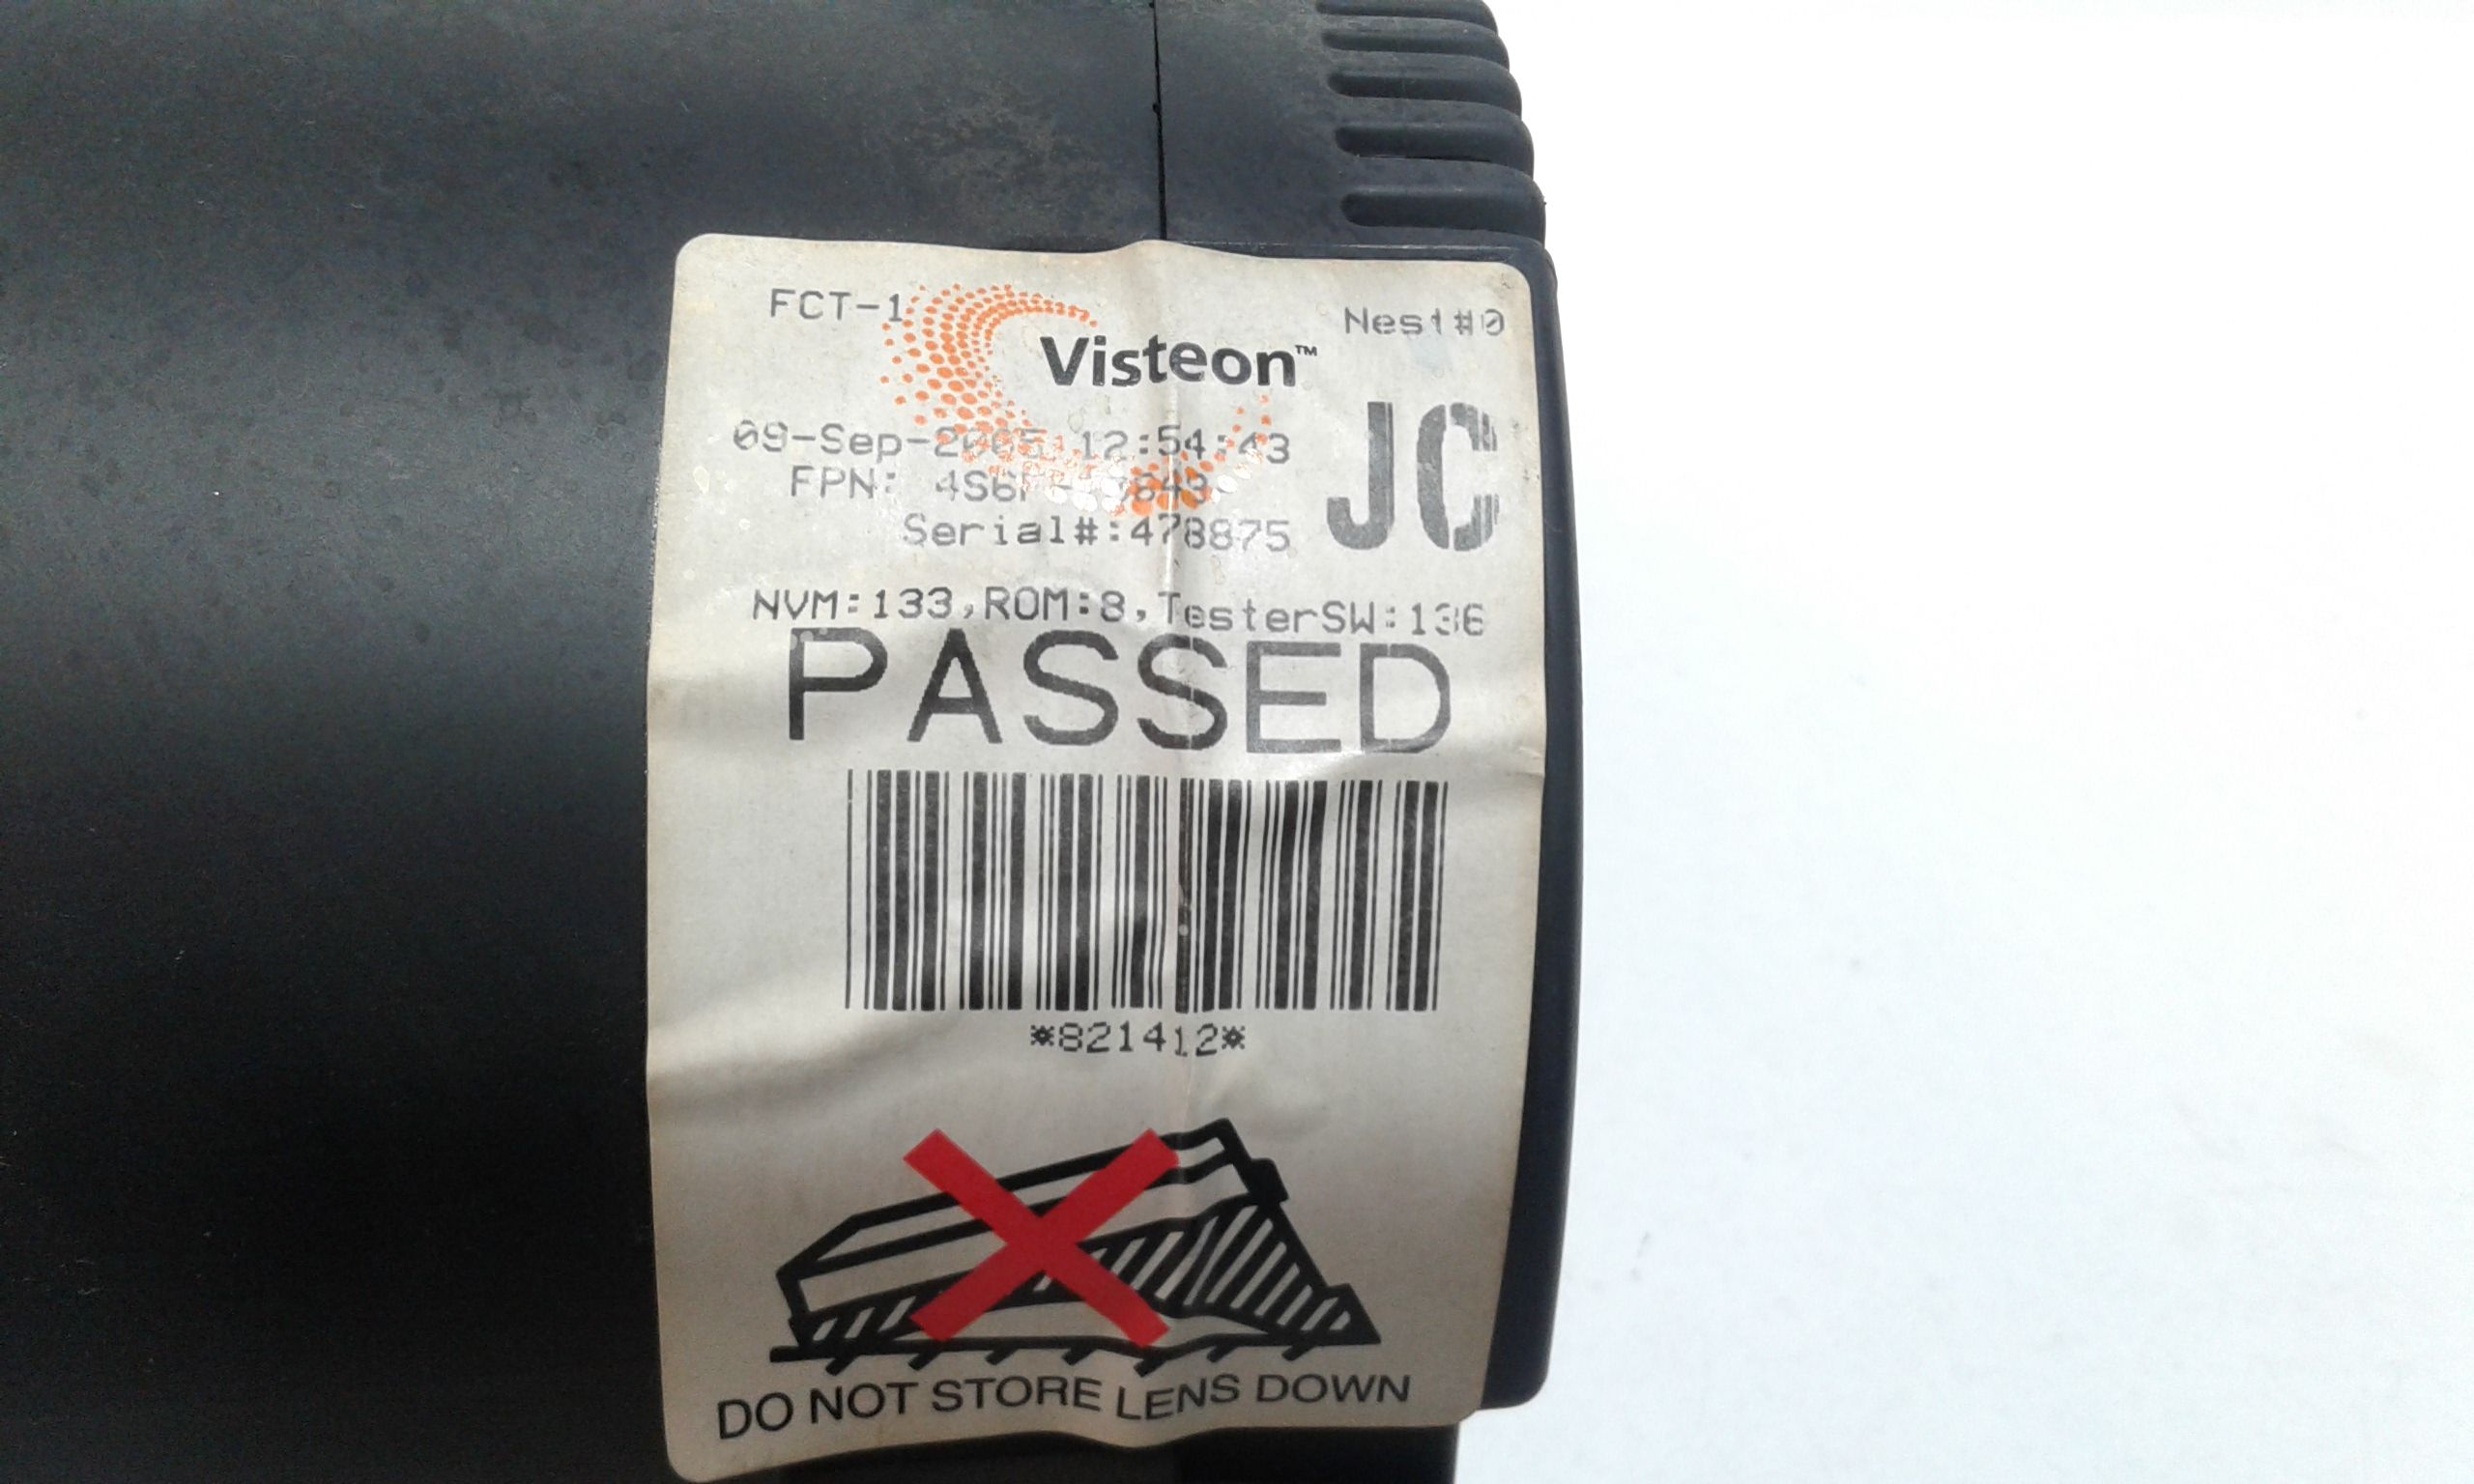 FCT-1
Nest#0
Visteon™
JC
09-Sep-2005, 12:54:43
FPN:
Serial#:478875
NVM:133,ROM:8,TesterSW:136
PASSED
*821412*
DO NOT STORE LENS DOWN